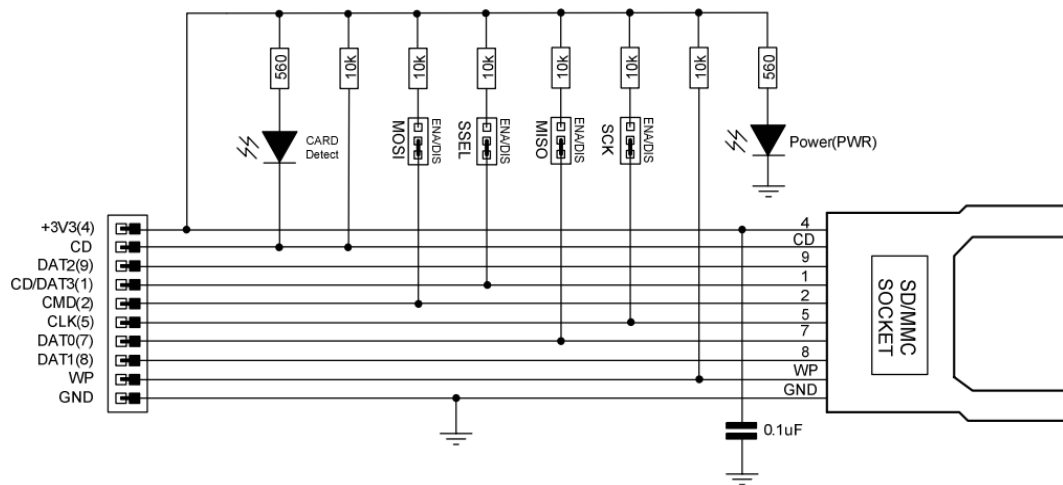 560
10k
10k
10k
10k
10k
10k
560
CARD
Detect
ENA/DIS
MOSI
ENA/DIS
SSEL
ENA/DIS
MISO
ENA/DIS
SCK
Power(PWR)
+3V3(4)
4
CD
CD
DAT2(9)
9
CD/DAT3(1)
1
CMD(2)
2
CLK(5)
5
DAT0(7)
7
DAT1(8)
8
WP
WP
GND
GND
SD/MMC
SOCKET
0.1uF